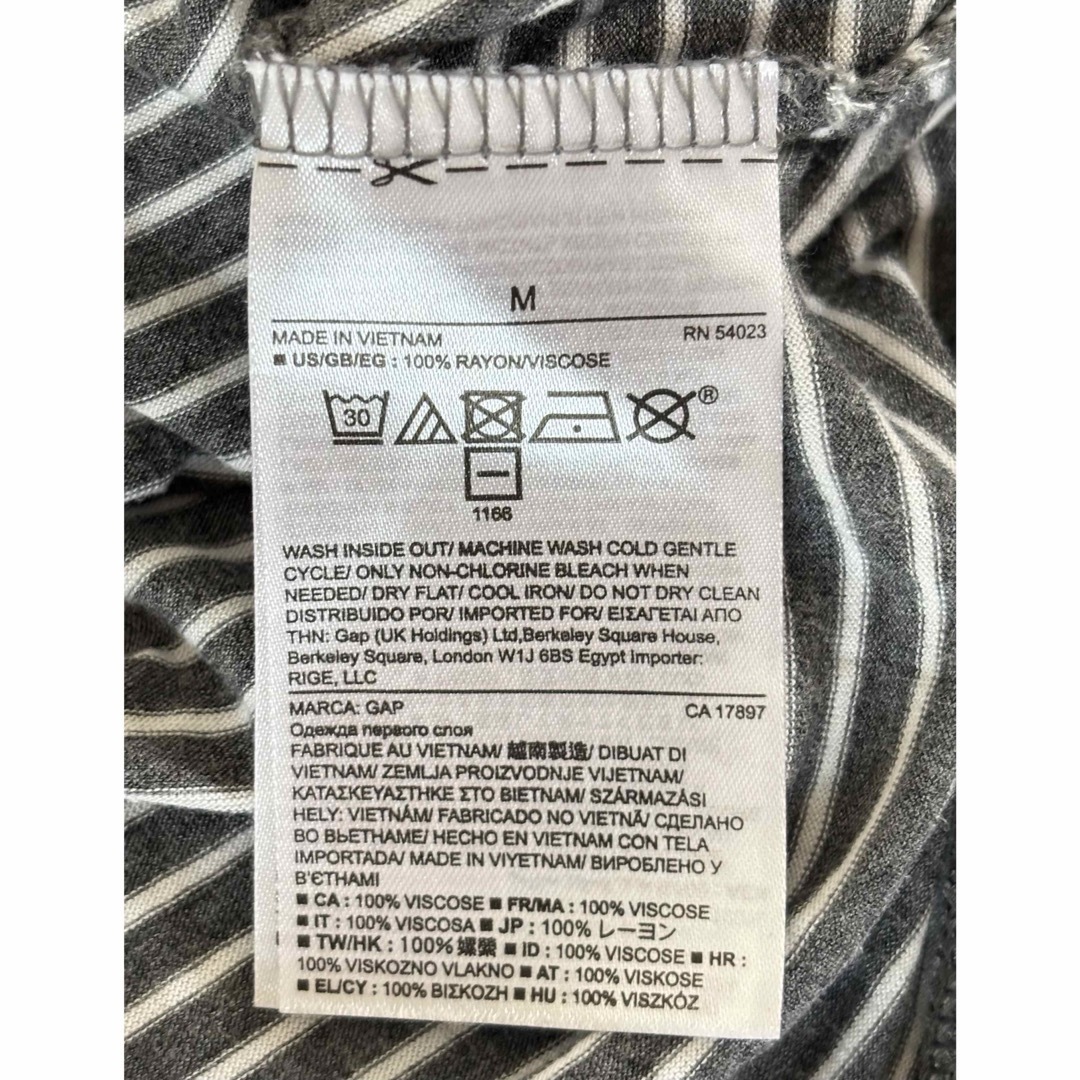 M
MADE IN VIETNAM RN 54023
■ US/GB/EG : 100% RAYON/VISCOSE
30
®
1166
WASH INSIDE OUT/ MACHINE WASH COLD GENTLE
CYCLE/ ONLY NON-CHLORINE BLEACH WHEN
NEEDED/ DRY FLAT/ COOL IRON/ DO NOT DRY CLEAN
DISTRIBUIDO POR/ IMPORTED FOR/ ΕΙΣΑΓΕΤΑΙ ΑΠΟ
ΤΗΝ: Gap (UK Holdings) Ltd,Berkeley Square House,
Berkeley Square, London W1J 6BS Egypt Importer:
RIGE, LLC
MARCA: GAP CA 17897
Одежда первого слоя
FABRIQUE AU VIETNAM/ 越南製造/ DIBUAT DI
VIETNAM/ ZEMLJA PROIZVODNJE VIJETNAM/
ΚΑΤΑΣΚΕΥΑΣΤΗΚΕ ΣΤΟ ΒΙΕΤΝΑΜ/ SZÁRMAZÁSI
HELY: VIETNÁM/ FABRICADO NO VIETNÃ/ СДЕЛАНО
ВО ВЬЕТНАМЕ/ HECHO EN VIETNAM CON TELA
IMPORTADA/ MADE IN VIYETNAM/ ВИРОБЛЕНО У
В'ЄТНАМІ
■ CA : 100% VISCOSE ■ FR/MA : 100% VISCOSE
■ IT : 100% VISCOSA ■ JP : 100% レーヨン
■ TW/HK : 100% 嫘縈 ■ ID : 100% VISCOSE ■ HR :
100% VISKOZNO VLAKNO ■ AT : 100% VISKOSE
■ EL/CY : 100% ΒΙΣΚΟΖΗ ■ HU : 100% VISZKÓZ